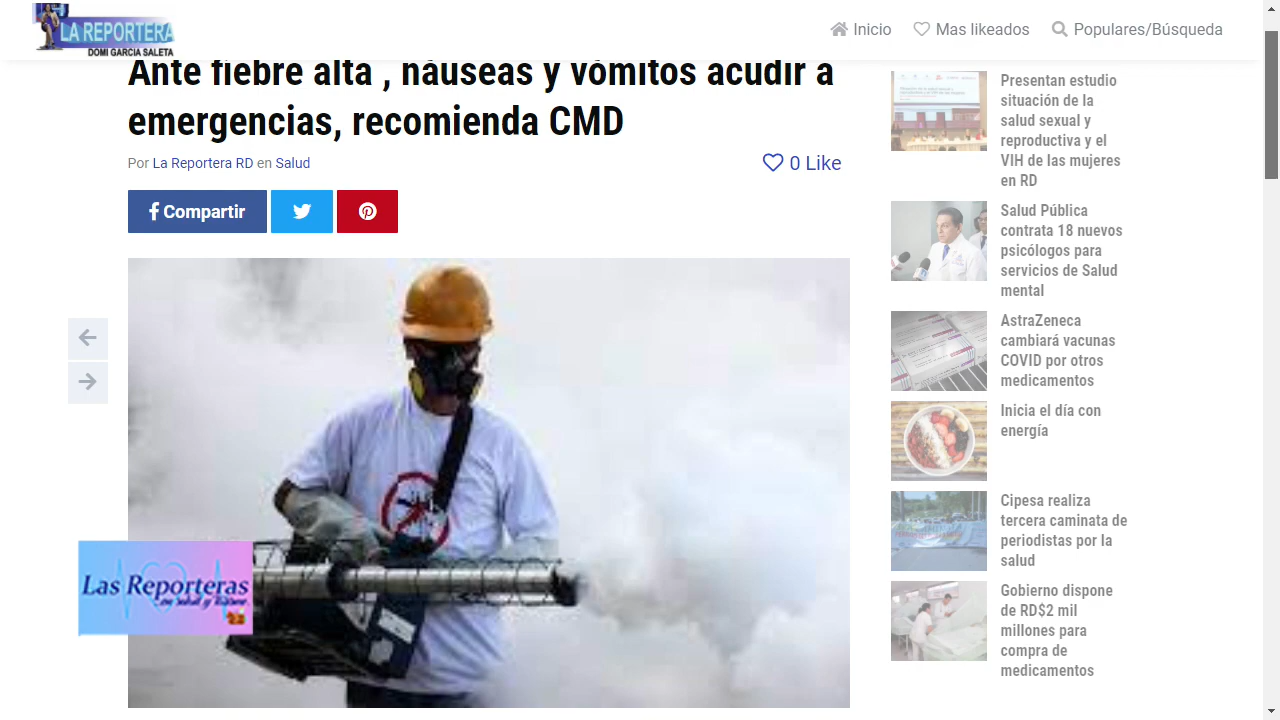 LA REPORTERA
DOMI GARCIA SALETA
Inicio
Mas likeados
Populares/Búsqueda
Ante fiebre alta , náuseas y vómitos acudir a
emergencias, recomienda CMD
Por La Reportera RD en Salud
0 Like
Compartir
Las Reporteras
Presentan estudio
situación de la
salud sexual y
reproductiva y el
VIH de las mujeres
en RD
Salud Pública
contrata 18 nuevos
psicólogos para
servicios de Salud
mental
AstraZeneca
cambiará vacunas
COVID por otros
medicamentos
Inicia el día con
energía
Cipesa realiza
tercera caminata de
periodistas por la
salud
Gobierno dispone
de RD$2 mil
millones para
compra de
medicamentos